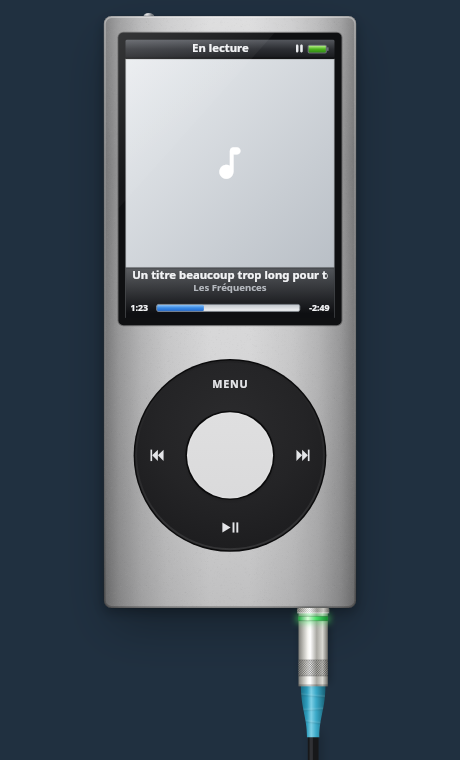 En lecture
Un titre beaucoup trop long pour t
Les Fréquences
1:23 -2:49
MENU